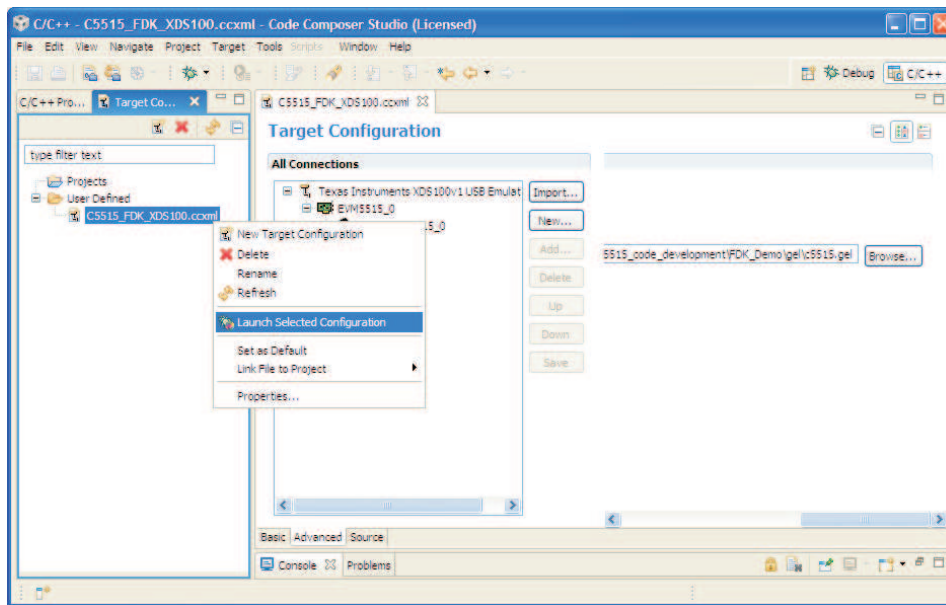 C/C++ - C5515_FDK_XDS100.ccxml - Code Composer Studio (Licensed)
File Edit View Navigate Project Target Tools Scripts Window Help
Debug C/C++
C/C++ Pro... Target Co... C5515_FDK_XDS100.ccxml
Target Configuration
type filter text
All Connections
Projects
User Defined
C5515_FDK_XDS100.ccxml
Texas Instruments XDS100v1 USB Emulat
EVM5515_0
15_0
Import...
New...
Add...
Delete
Up
Down
Save
5515_code_development\FDK_Demo\gel\c5515.gel Browse...
New Target Configuration
Delete
Rename
Refresh
Launch Selected Configuration
Set as Default
Link File to Project
Properties...
Basic Advanced Source
Console Problems